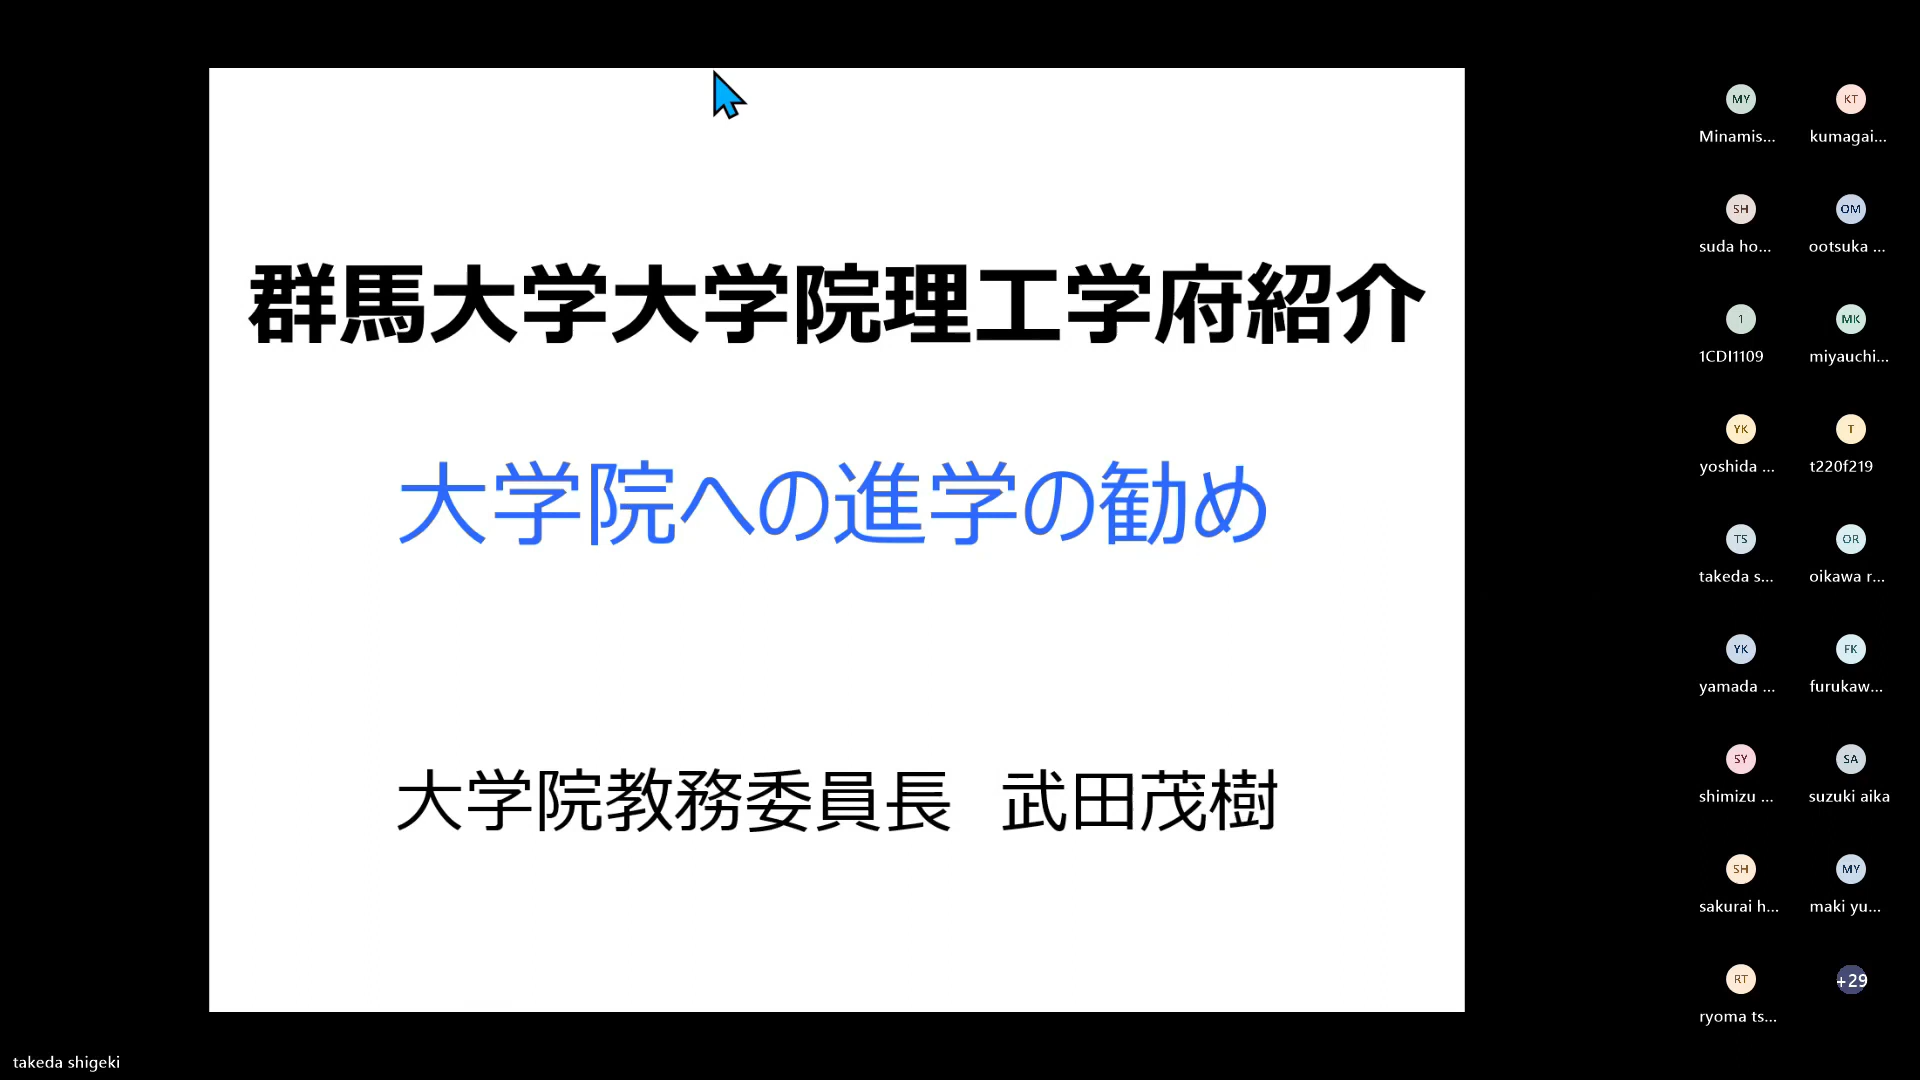 群馬大学大学院理工学府紹介
大学院への進学の勧め
大学院教務委員長　武田茂樹
MY KT
Minamis... kumagai...
SH OM
suda ho... ootsuka ...
1 MK
1CDI1109 miyauchi...
YK T
yoshida ... t220f219
TS OR
takeda s... oikawa r...
YK FK
yamada ... furukaw...
SY SA
shimizu ... suzuki aika
SH MY
sakurai h... maki yu...
RT +29
ryoma ts...
takeda shigeki